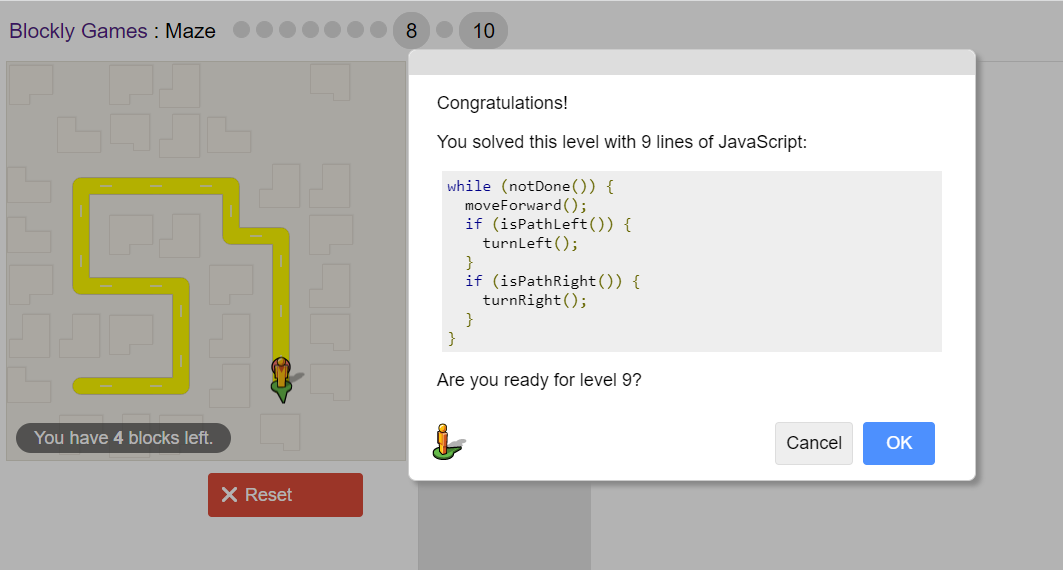 Blockly Games : Maze 8 10
Congratulations!
You solved this level with 9 lines of JavaScript:
while (notDone()) {
  moveForward();
  if (isPathLeft()) {
    turnLeft();
  }
  if (isPathRight()) {
    turnRight();
  }
}
Are you ready for level 9?
Cancel OK
You have 4 blocks left.
Reset